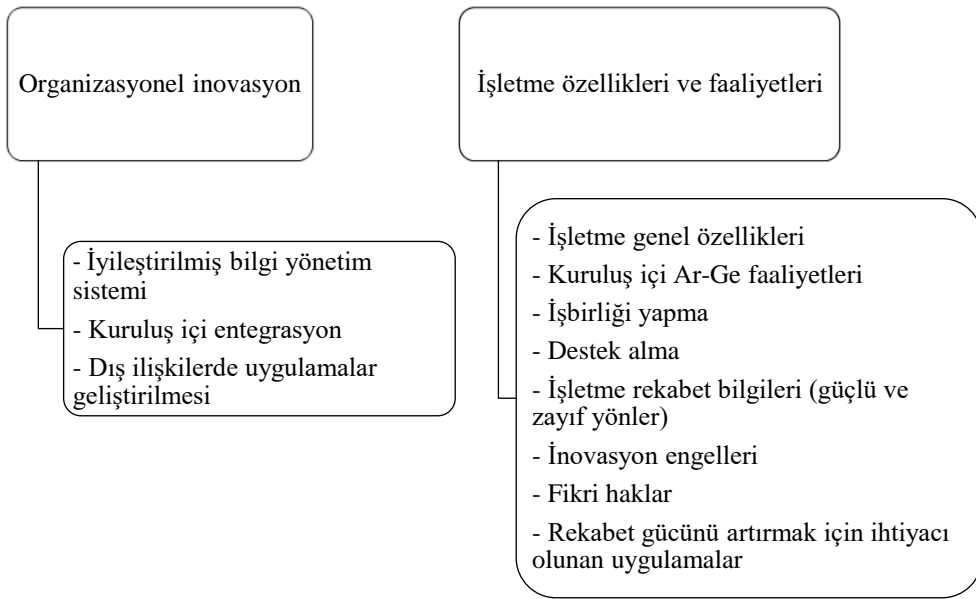 Organizasyonel inovasyon
- İyileştirilmiş bilgi yönetim
sistemi
- Kuruluş içi entegrasyon
- Dış ilişkilerde uygulamalar
geliştirilmesi
İşletme özellikleri ve faaliyetleri
- İşletme genel özellikleri
- Kuruluş içi Ar-Ge faaliyetleri
- İşbirliği yapma
- Destek alma
- İşletme rekabet bilgileri (güçlü ve
zayıf yönler)
- İnovasyon engelleri
- Fikri haklar
- Rekabet gücünü artırmak için ihtiyacı
olunan uygulamalar